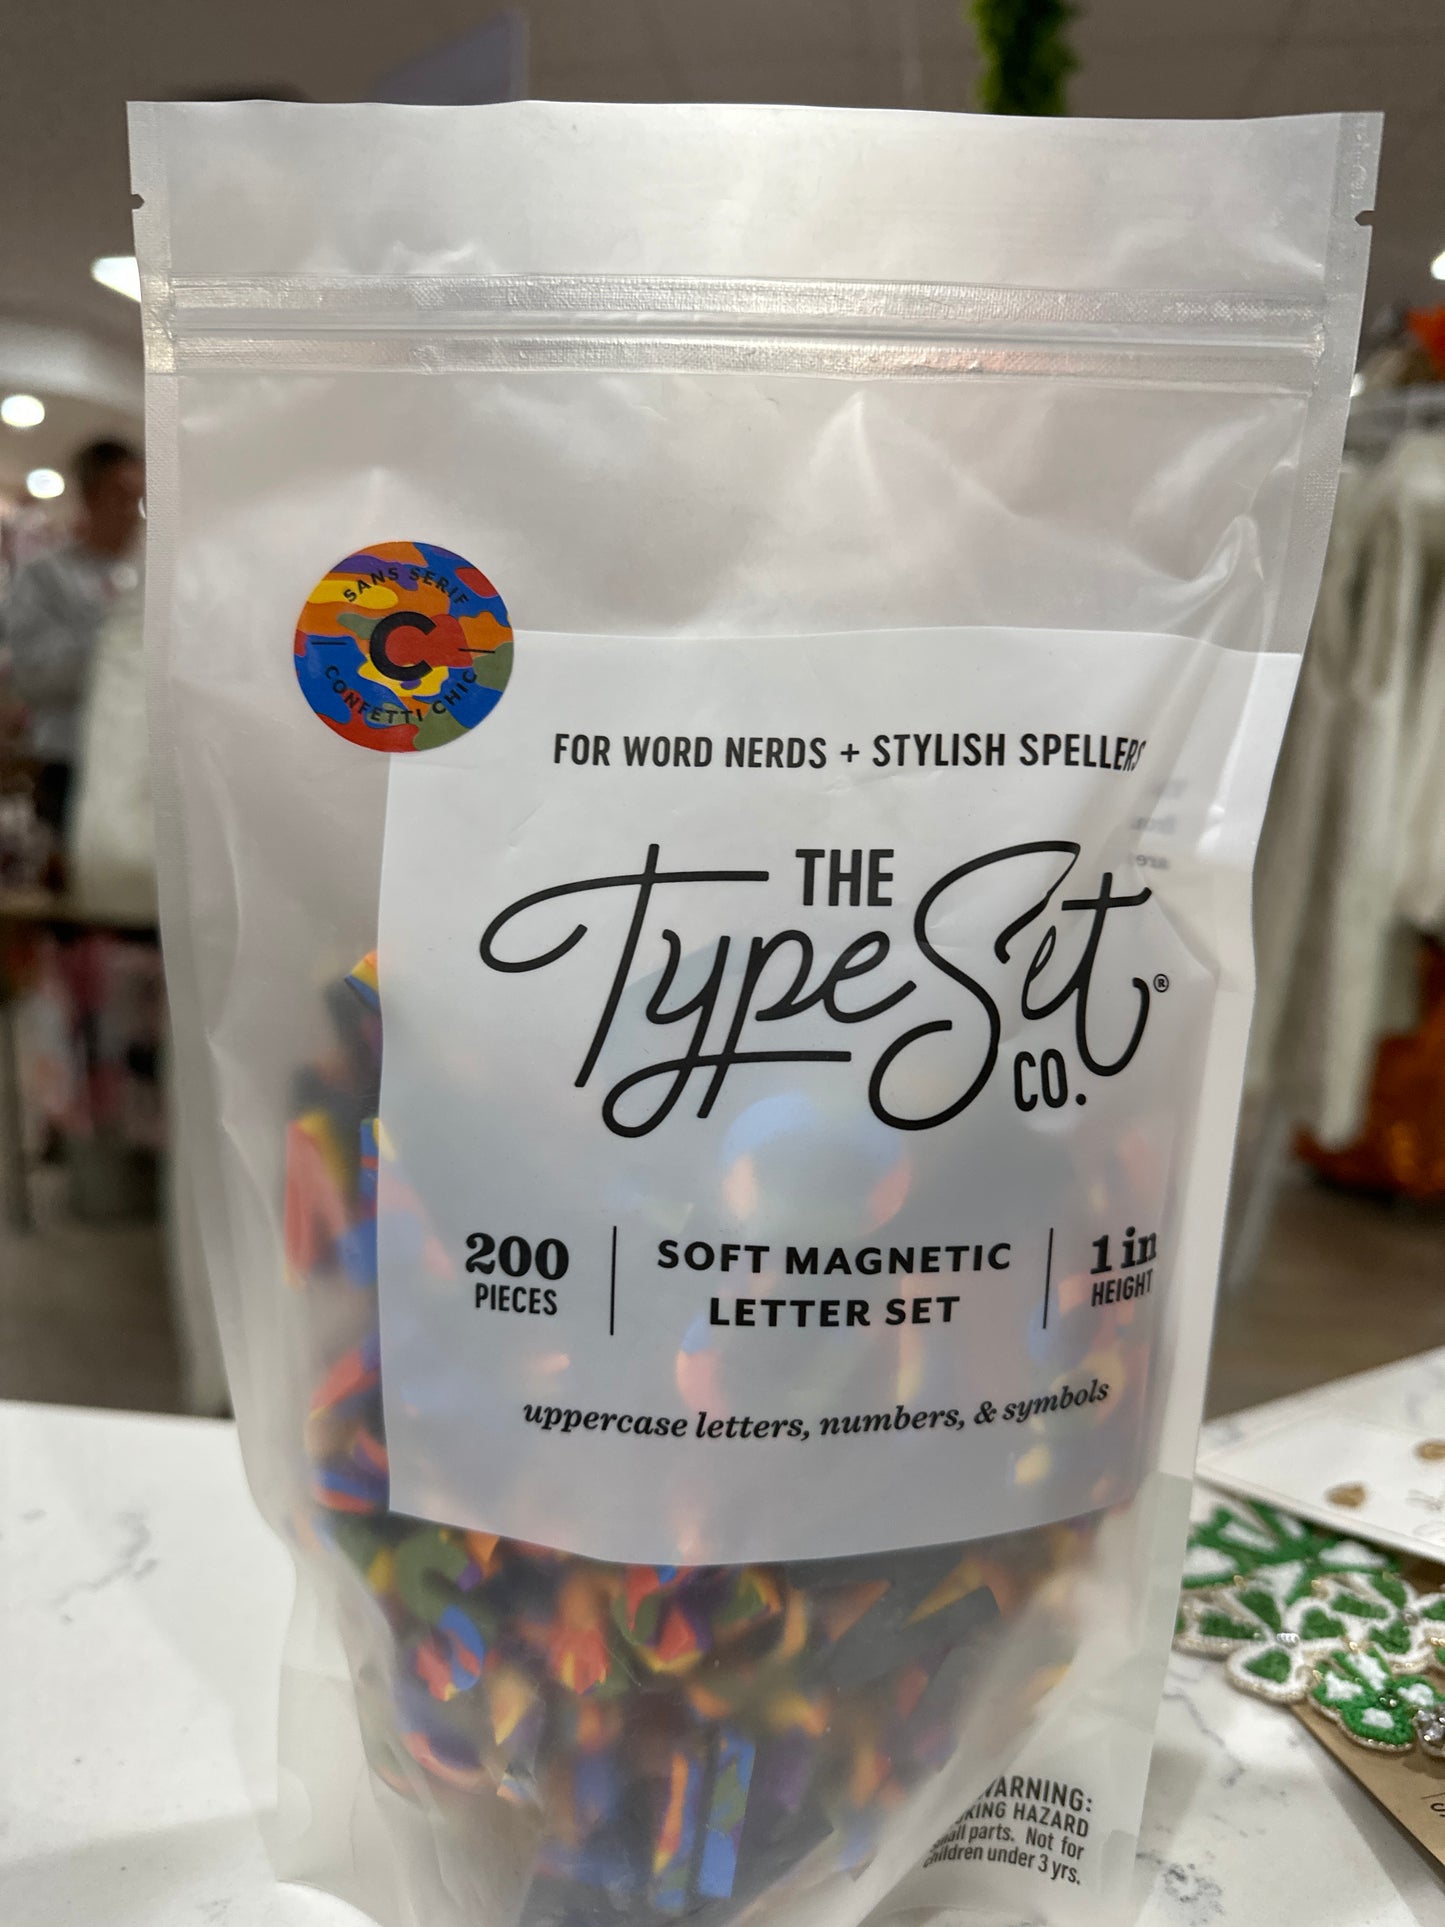 SANS SERIF
C
CONFETTI CHIC
FOR WORD NERDS + STYLISH SPELLERS
THE
TypeSet®
CO.
200
PIECES
SOFT MAGNETIC
LETTER SET
1 in
HEIGHT
uppercase letters, numbers, & symbols
WARNING:
HAZARD
small parts. Not for
children under 3 yrs.